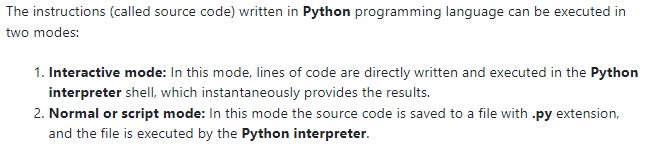 The instructions (called source code) written in Python programming language can be executed in
two modes:
1. Interactive mode: In this mode, lines of code are directly written and executed in the Python
interpreter shell, which instantaneously provides the results.
2. Normal or script mode: In this mode the source code is saved to a file with .py extension,
and the file is executed by the Python interpreter.